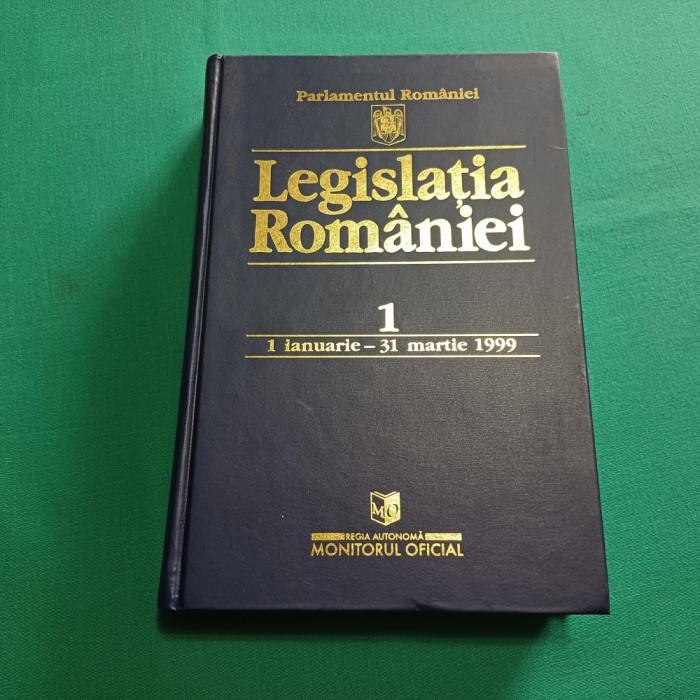 Parlamentul României
Legislația
României
1
1 ianuarie – 31 martie 1999
MO
REGIA AUTONOMĂ
MONITORUL OFICIAL